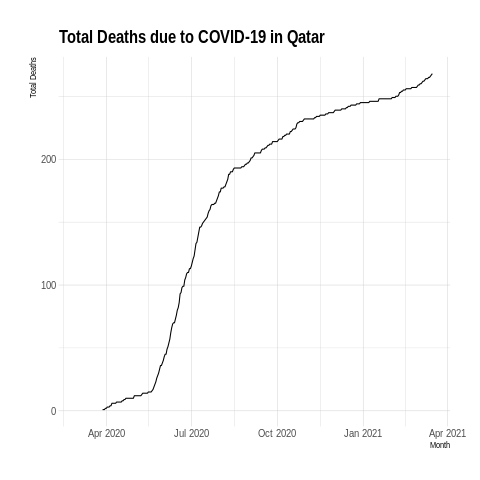 Total Deaths due to COVID-19 in Qatar
Total Deaths
200
100
0
Apr 2020 Jul 2020 Oct 2020 Jan 2021 Apr 2021
Month